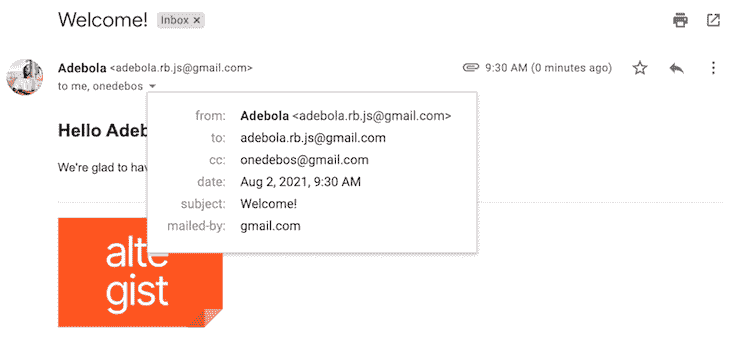 Welcome! Inbox ×
Adebola <adebola.rb.js@gmail.com> 9:30 AM (0 minutes ago)
to me, onedebos
from: Adebola <adebola.rb.js@gmail.com>
to: adebola.rb.js@gmail.com
cc: onedebos@gmail.com
date: Aug 2, 2021, 9:30 AM
subject: Welcome!
mailed-by: gmail.com
Hello Adeb
We're glad to hav
alte
gist